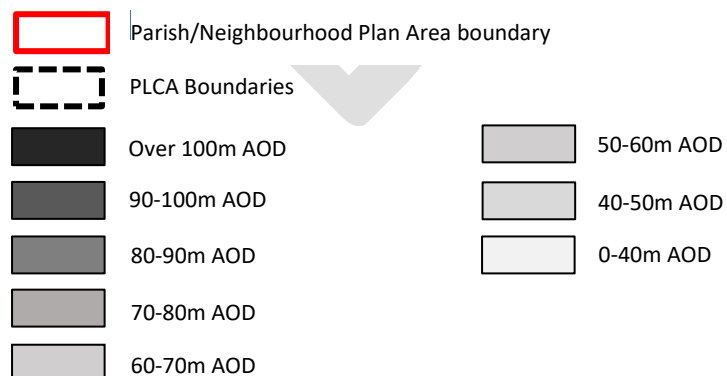 Parish/Neighbourhood Plan Area boundary
PLCA Boundaries
Over 100m AOD
90-100m AOD
80-90m AOD
70-80m AOD
60-70m AOD
50-60m AOD
40-50m AOD
0-40m AOD